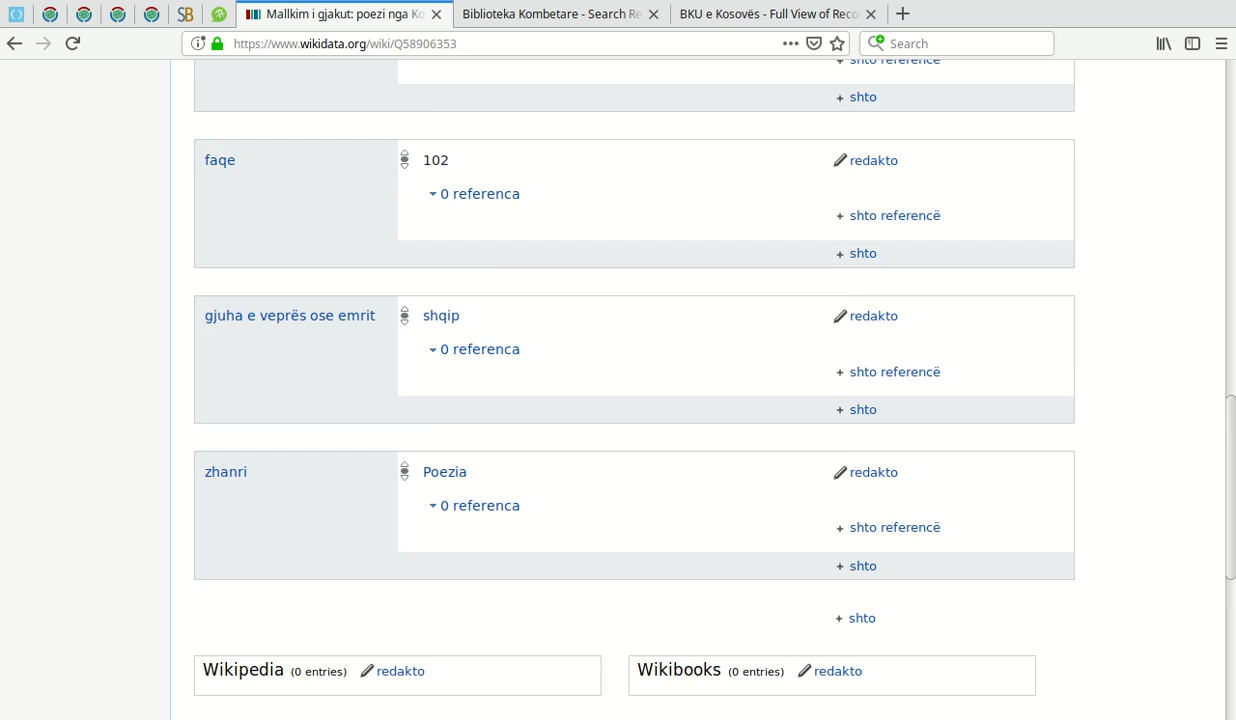 SB
Mallkim i gjakut: poezi nga Ko
Biblioteka Kombetare - Search Re
BKU e Kosovës - Full View of Reco
https://www.wikidata.org/wiki/Q58906353
Search
+ shto referencë
+ shto
faqe
102
redakto
0 referenca
+ shto referencë
+ shto
gjuha e veprës ose emrit
shqip
redakto
0 referenca
+ shto referencë
+ shto
zhanri
Poezia
redakto
0 referenca
+ shto referencë
+ shto
+ shto
Wikipedia (0 entries) redakto
Wikibooks (0 entries) redakto